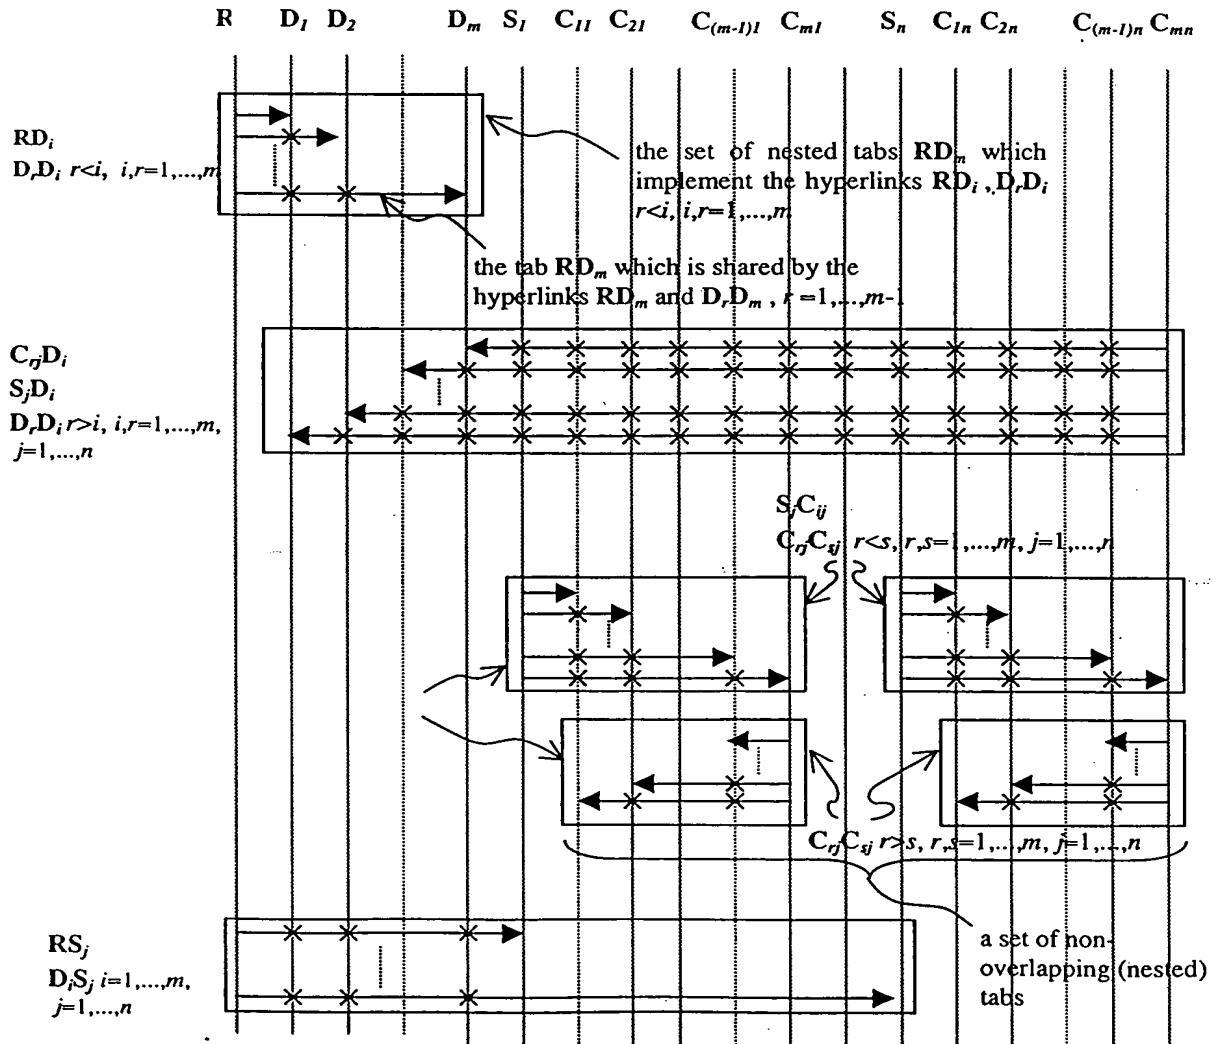 R D1 D2 Dm S1 C11 C21 C(m-1)1 Cm1 Sn C1n C2n C(m-1)n Cmn
RDi
DrDi r<i, i,r=1,...,m
the set of nested tabs RDm which
implement the hyperlinks RDi , DrDi
r<i, i,r=1,...,m
the tab RDm which is shared by the
hyperlinks RDm and DrDm , r =1,...,m-1
CrjDi
SjDi
DrDi r>i, i,r=1,...,m,
j=1,...,n
SjCij
CrjCsj r<s, r,s=1,...,m, j=1,...,n
CrjCsj r>s, r,s=1,...,m, j=1,...,n
RSj
DiSj i=1,...,m,
j=1,...,n
a set of non-
overlapping (nested)
tabs